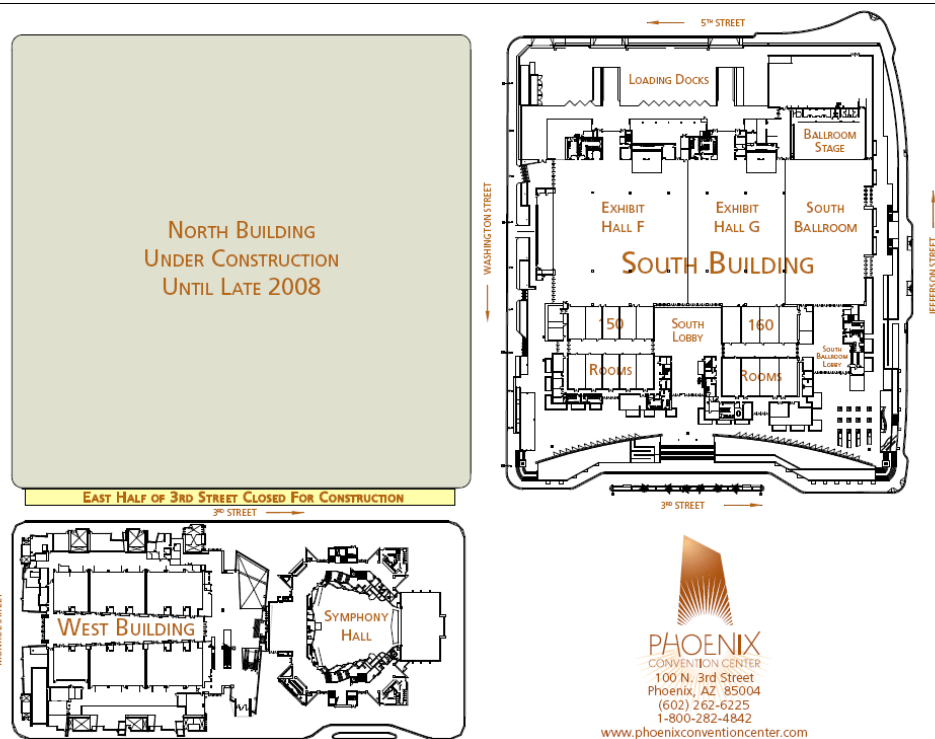 5TH STREET
LOADING DOCKS
BALLROOM
STAGE
NORTH BUILDING
UNDER CONSTRUCTION
UNTIL LATE 2008
WASHINGTON STREET
EXHIBIT
HALL F
EXHIBIT
HALL G
SOUTH
BALLROOM
SOUTH BUILDING
JEFFERSON STREET
150
SOUTH
LOBBY
160
SOUTH
BALLROOM
LOBBY
ROOMS
ROOMS
EAST HALF OF 3RD STREET CLOSED FOR CONSTRUCTION
3RD STREET
3RD STREET
WEST BUILDING
SYMPHONY
HALL
PHOENIX
CONVENTION CENTER
100 N. 3rd Street
Phoenix, AZ 85004
(602) 262-6225
1-800-282-4842
www.phoenixconventioncenter.com